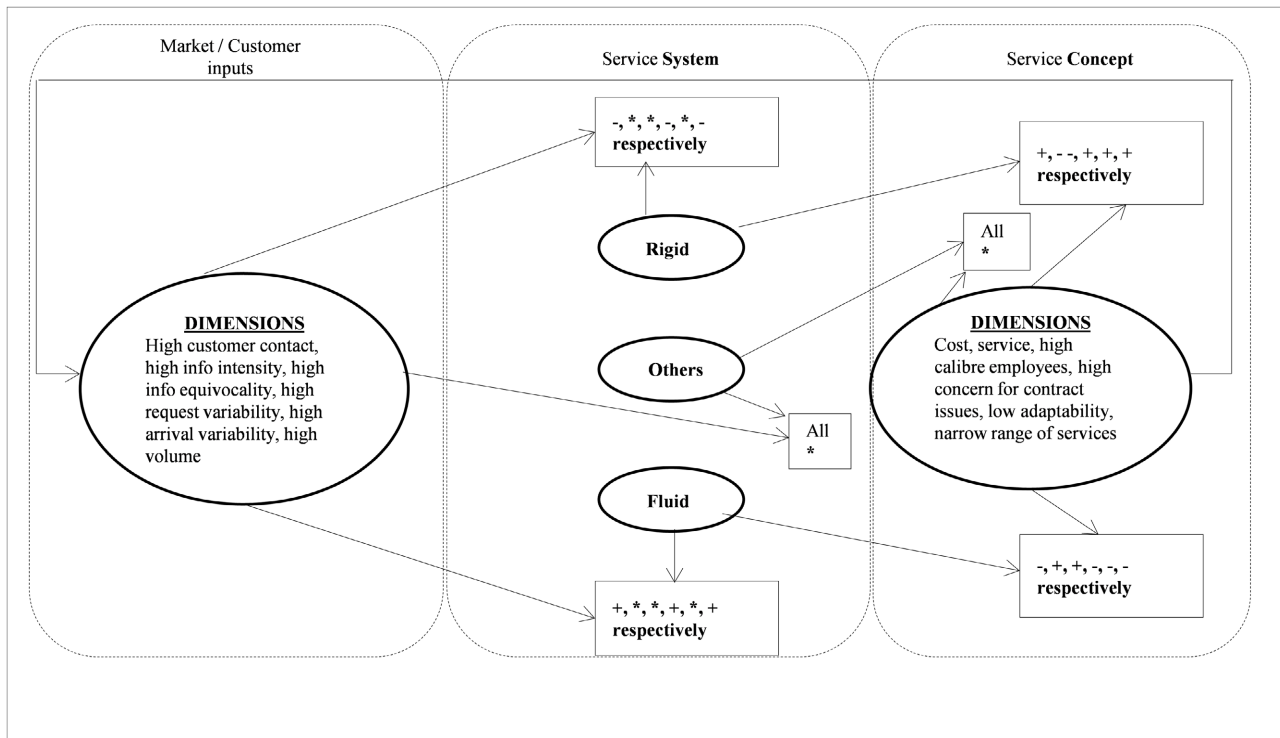 Market / Customer
inputs
Service System
Service Concept
-, *, *, -, *, -
respectively
+, - -, +, +, +
respectively
Rigid
All
*
DIMENSIONS
High customer contact,
high info intensity, high
info equivocality, high
request variability, high
arrival variability, high
volume
Others
All
*
DIMENSIONS
Cost, service, high
calibre employees, high
concern for contract
issues, low adaptability,
narrow range of services
Fluid
+, *, *, +, *, +
respectively
-, +, +, -, -, -
respectively